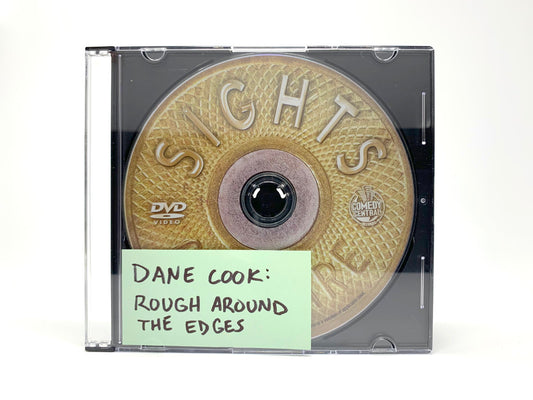 SIGHTS
DVD
VIDEO
COMEDY
CENTRAL
DANE COOK:
ROUGH AROUND
THE EDGES